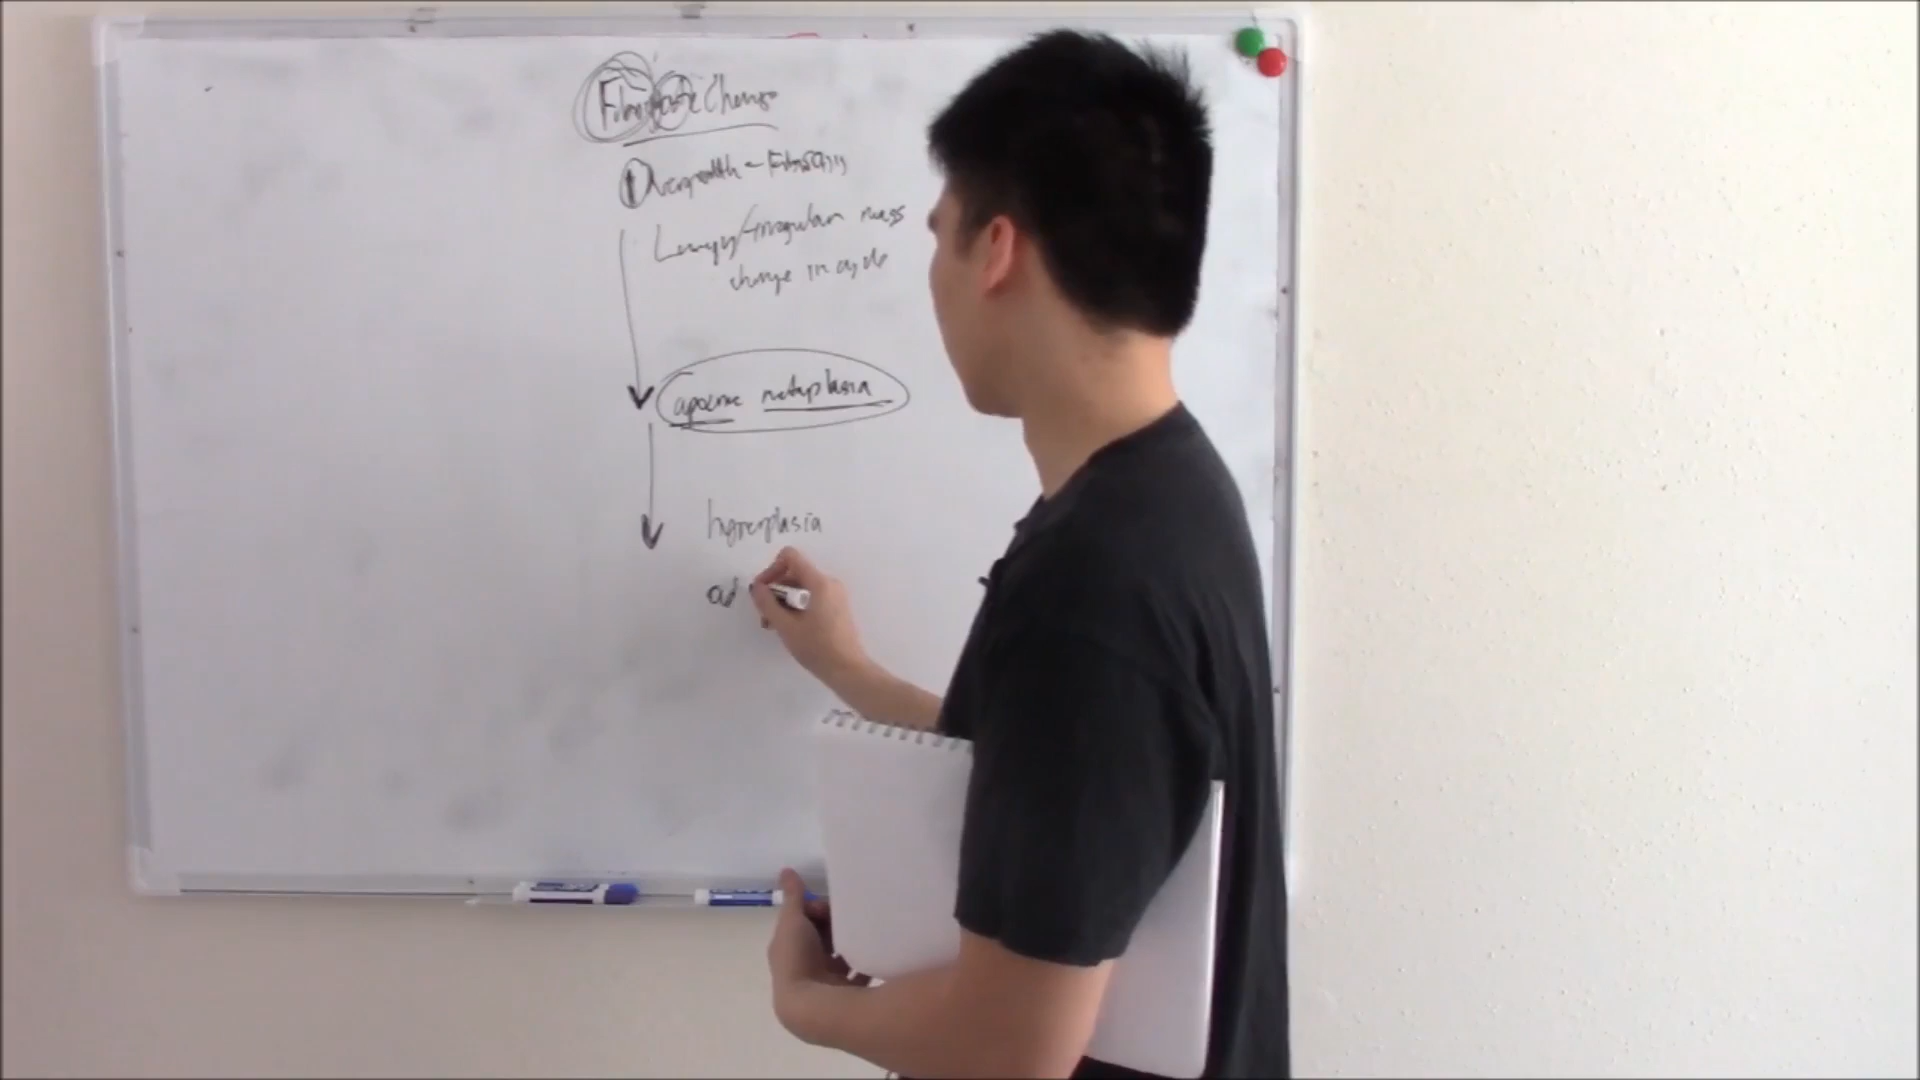 Fibrocystic Change
① Overgrowth - Fibrosis
Lumpy/irregular mass
change in cycle
apocrine metaplasia
hyperplasia
ad